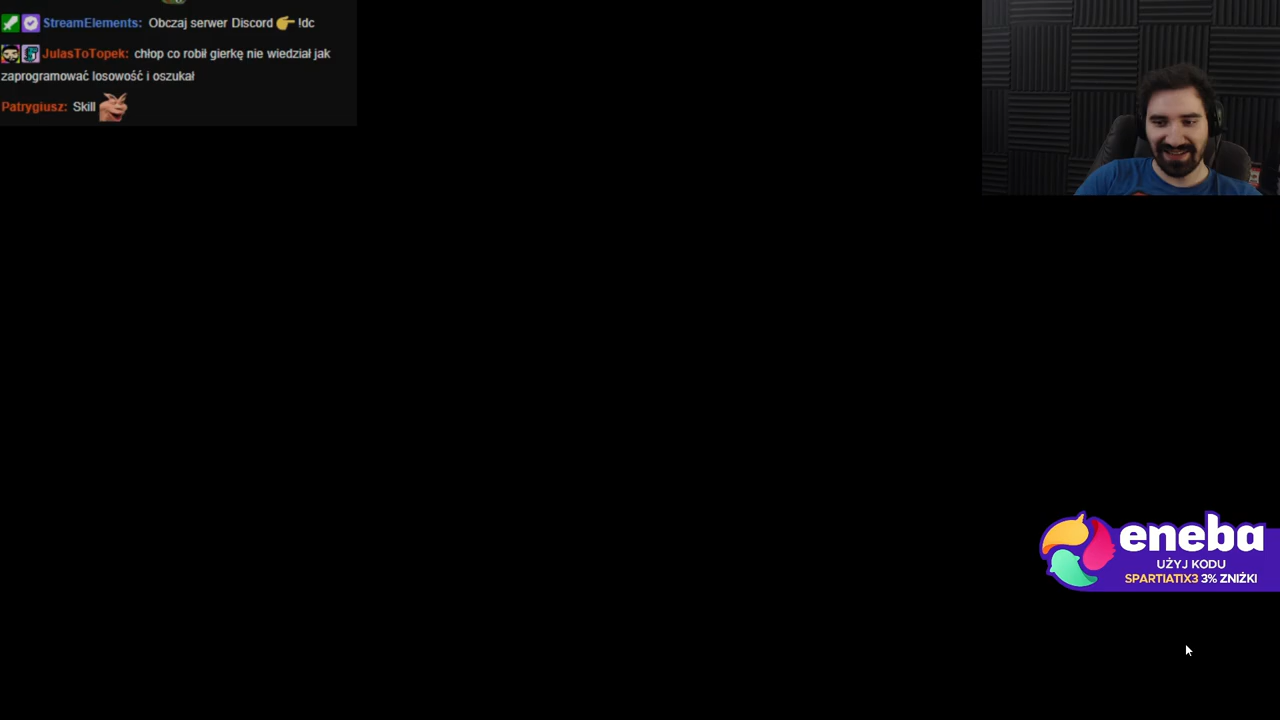 StreamElements: Obczaj serwer Discord 👉 !dc
JulasToTopek: chłop co robił gierkę nie wiedział jak
zaprogramować losowość i oszukał
Patrygiusz: Skill
eneba
UŻYJ KODU
SPARTIATIX3 3% ZNIŻKI